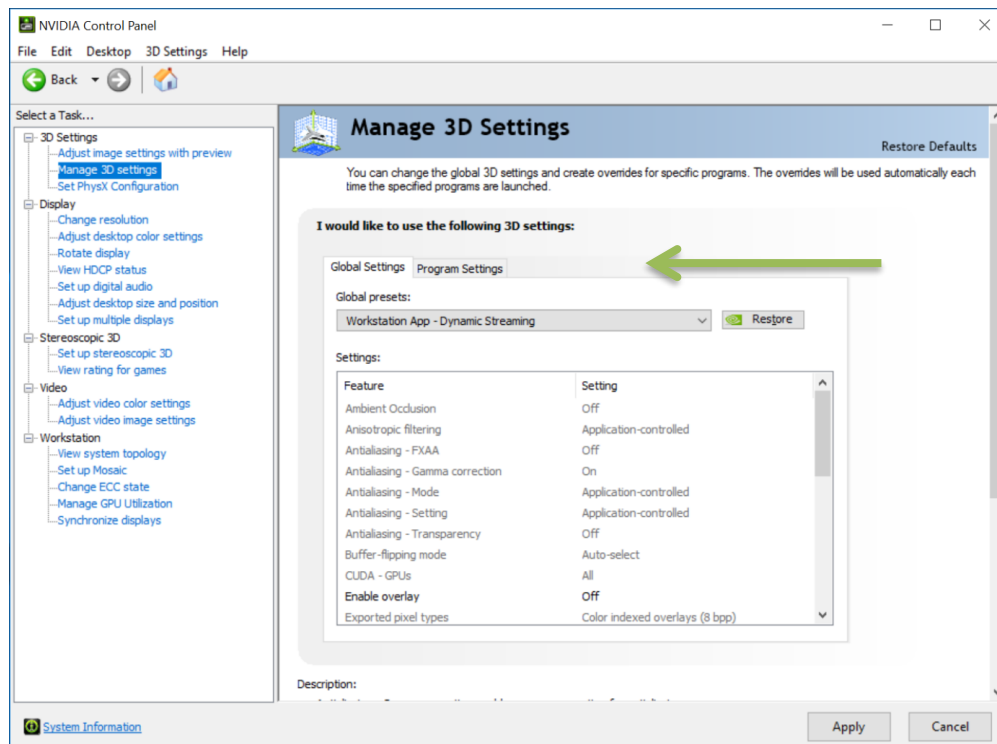 NVIDIA Control Panel
File Edit Desktop 3D Settings Help
Back
Select a Task...
3D Settings
Adjust image settings with preview
Manage 3D settings
Set PhysX Configuration
Display
Change resolution
Adjust desktop color settings
Rotate display
View HDCP status
Set up digital audio
Adjust desktop size and position
Set up multiple displays
Stereoscopic 3D
Set up stereoscopic 3D
View rating for games
Video
Adjust video color settings
Adjust video image settings
Workstation
View system topology
Set up Mosaic
Change ECC state
Manage GPU Utilization
Synchronize displays
System Information
Manage 3D Settings
Restore Defaults
You can change the global 3D settings and create overrides for specific programs. The overrides will be used automatically each
time the specified programs are launched.
I would like to use the following 3D settings:
Global Settings Program Settings
Global presets:
Workstation App - Dynamic Streaming Restore
Settings:
Feature Setting
Ambient Occlusion Off
Anisotropic filtering Application-controlled
Antialiasing - FXAA Off
Antialiasing - Gamma correction On
Antialiasing - Mode Application-controlled
Antialiasing - Setting Application-controlled
Antialiasing - Transparency Off
Buffer-flipping mode Auto-select
CUDA - GPUs All
Enable overlay Off
Exported pixel types Color indexed overlays (8 bpp)
Description:
Apply Cancel